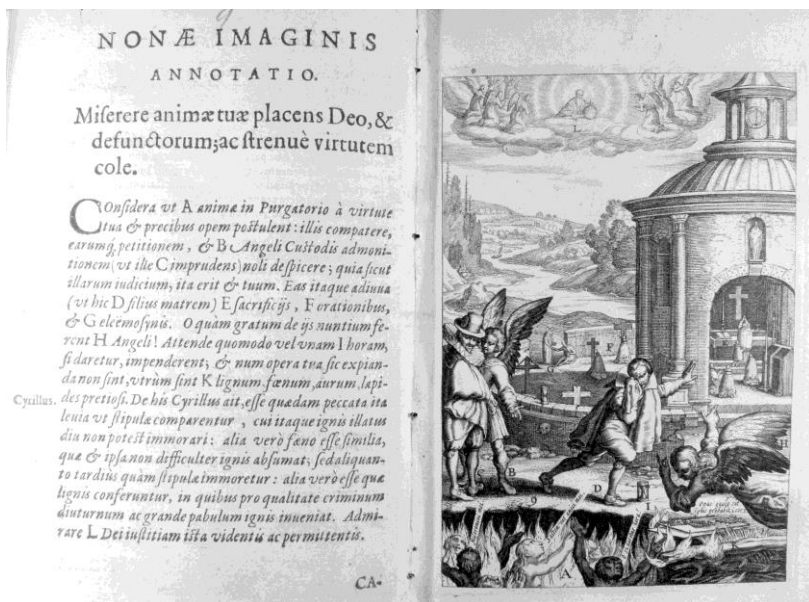 NONÆ IMAGINIS
ANNOTATIO.
Miſerere animæ tuæ placens Deo, &
defunctorum; ac ſtrenuè virtutem
cole.
COnſidera vt A animæ in Purgatorio à virtute
tua & precibus opem poſtulent: illis compatere,
earumq; petitionem, & B Angeli Cuſtodis admoni-
tionem (vt ille C imprudens) noli deſpicere; quia ſicut
illarum iudicium, ita erit & tuum. Eas itaque adiuua
(vt hic D filius matrem) E ſacrificijs, F orationibus,
& G eleëmoſynis. O quàm gratum de ijs nuntium fe-
rent H Angeli! Attende quomodo vel vnam I horam,
ſi daretur, impenderent; & num opera tua ſic expian-
da non ſint, vtrùm ſint K lignum, fœnum, aurum, lapi-
Cyrillus. des pretioſi. De his Cyrillus ait, eſſe quædam peccata ita
leuia vt ſtipulæ comparentur, cui itaque ignis illatus
diu non poteſt immorari: alia verò fæno eſſe ſimilia,
quæ & ipſa non difficulter ignis abſumat; ſed aliquan-
to tardiùs quàm ſtipulæ immoretur: alia verò eſſe quæ
lignis conferuntur, in quibus pro qualitate criminum
diuturnum ac grande pabulum ignis inueniat. Admi-
rare L Dei iuſtitiam iſta videntis ac permittentis.
CA-
L
F
C
B
9
D
I
H
A